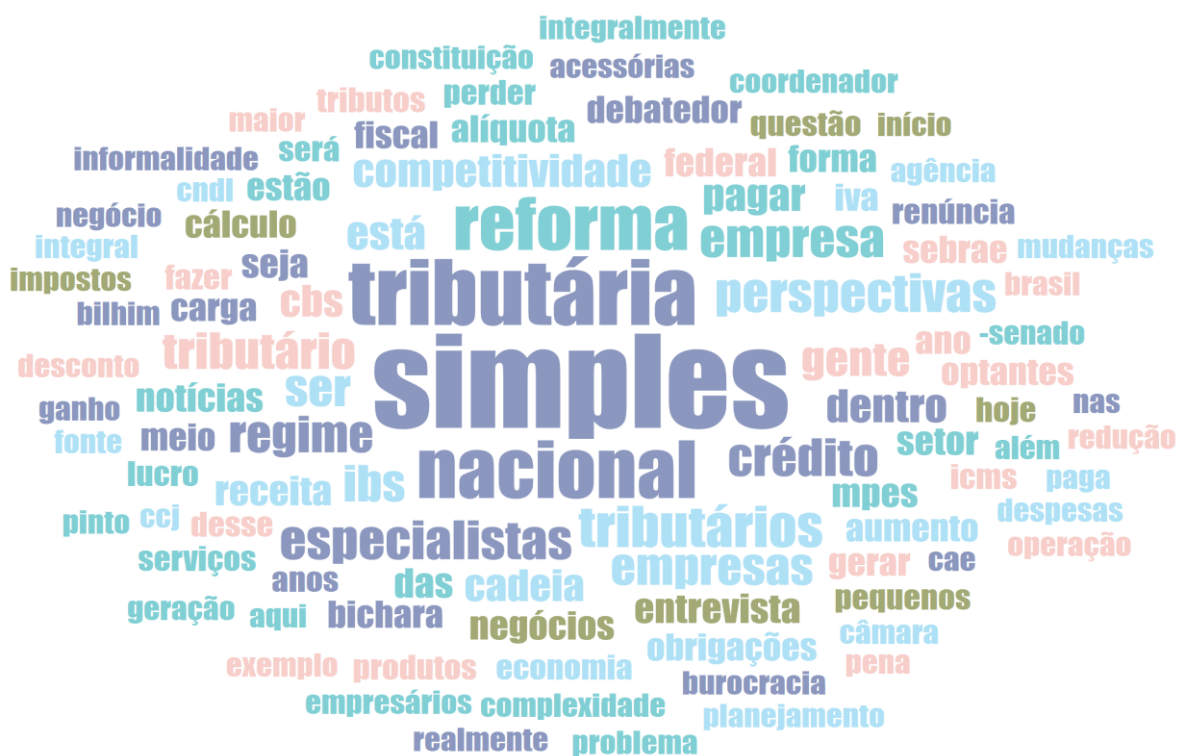 integralmente
constituição acessórias
coordenador
tributos perder
debatedor
maior fiscal alíquota questão início
informalidade será competitividade federal forma agência
cndl estão
pagar iva
negócio cálculo reforma empresa renúncia
integral está sebrae mudanças
impostos fazer seja tributária perspectivas brasil
bilhim carga cbs
-senado
desconto tributário simples gente ano optantes
ganho notícias ser dentro hoje nas
fonte meio regime nacional crédito setor além redução
lucro receita ibs mpes icms paga
pinto ccj desse especialistas tributários aumento despesas
serviços empresas gerar cae operação
anos das cadeia
geração aqui bichara negócios entrevista pequenos
obrigações câmara
exemplo produtos economia pena
burocracia
empresários complexidade planejamento
realmente problema